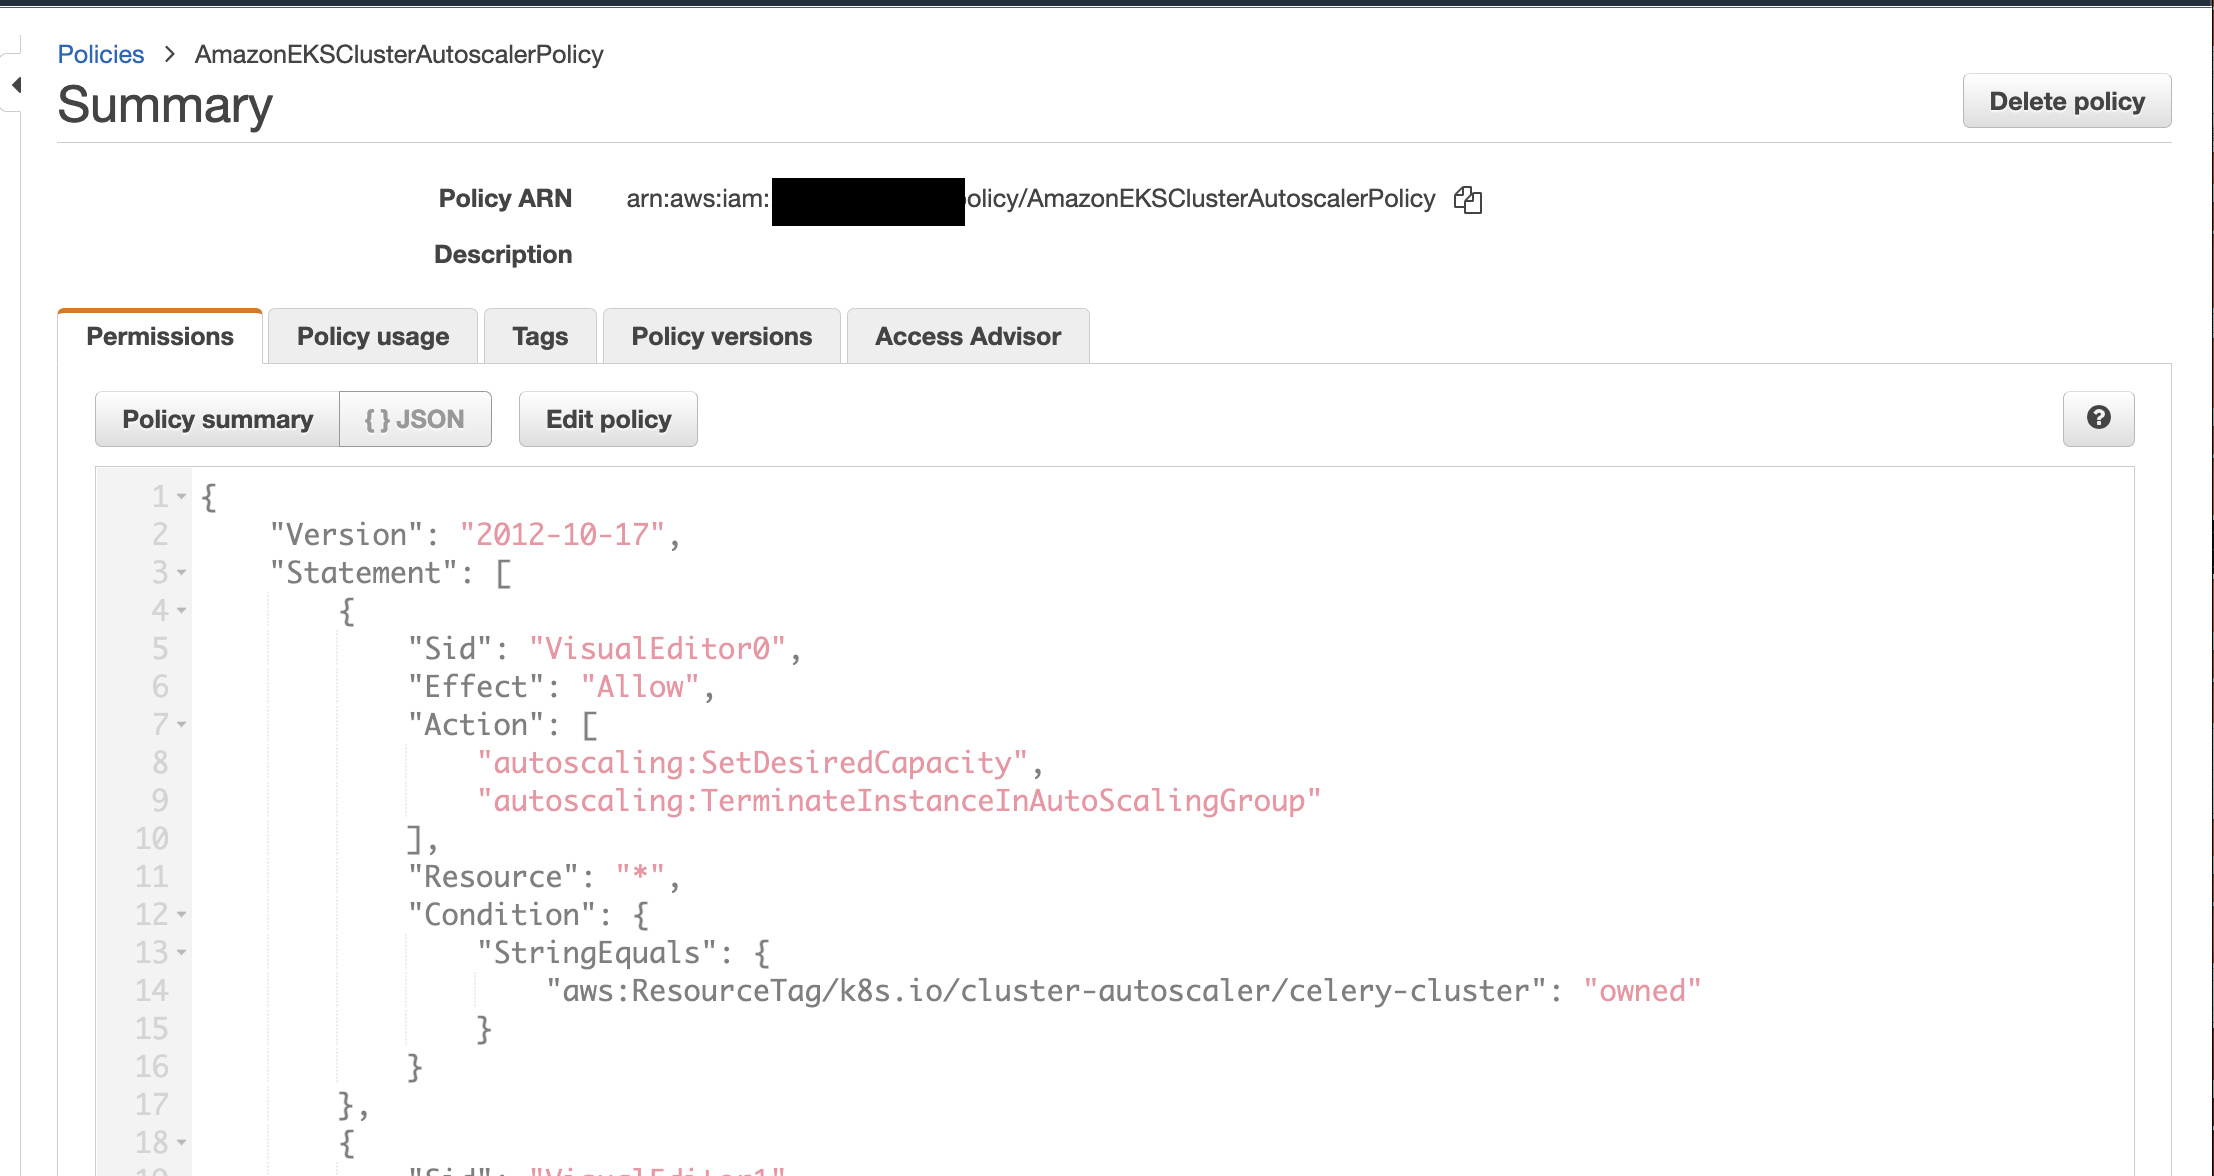 Policies > AmazonEKSClusterAutoscalerPolicy
Summary
Delete policy
Policy ARN arn:aws:iam: olicy/AmazonEKSClusterAutoscalerPolicy
Description
Permissions Policy usage Tags Policy versions Access Advisor
Policy summary { } JSON Edit policy ?
1 {
2 "Version": "2012-10-17",
3 "Statement": [
4 {
5 "Sid": "VisualEditor0",
6 "Effect": "Allow",
7 "Action": [
8 "autoscaling:SetDesiredCapacity",
9 "autoscaling:TerminateInstanceInAutoScalingGroup"
10 ],
11 "Resource": "*",
12 "Condition": {
13 "StringEquals": {
14 "aws:ResourceTag/k8s.io/cluster-autoscaler/celery-cluster": "owned"
15 }
16 }
17 },
18 {
19 "Sid": "VisualEditor1"